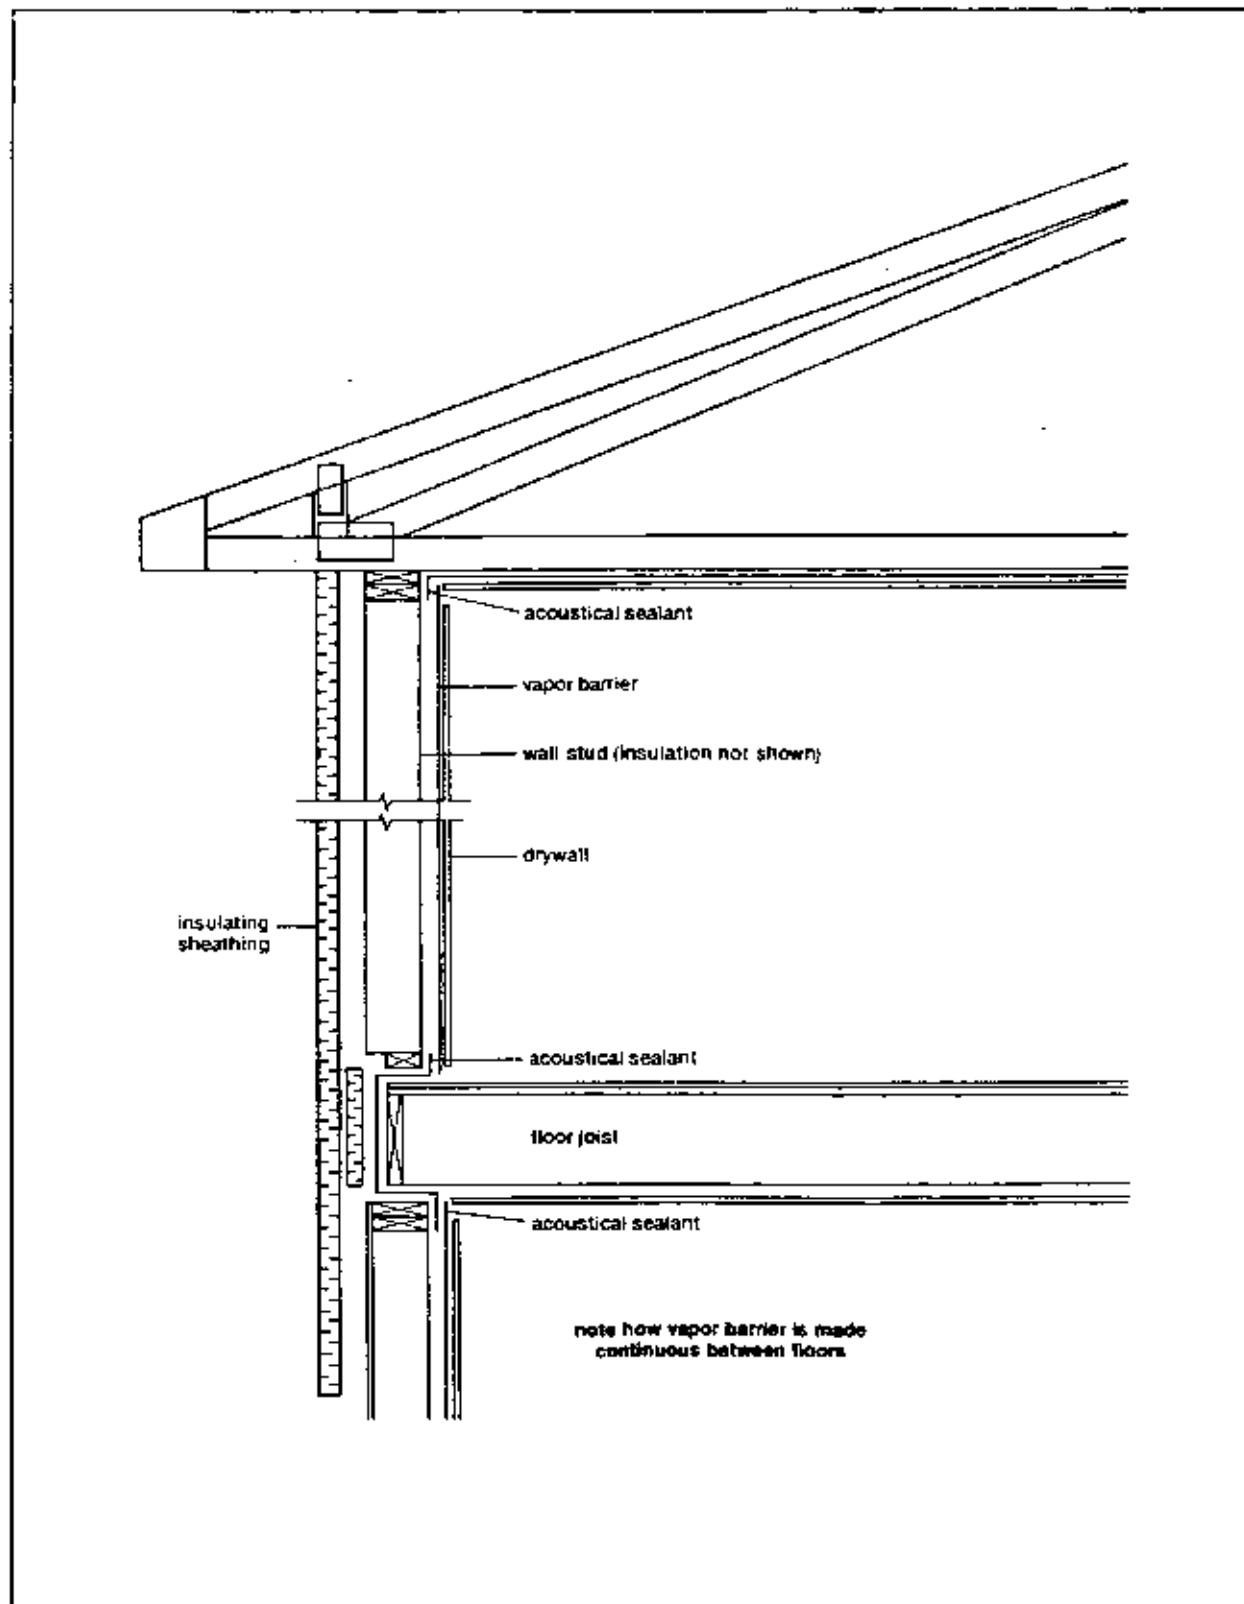 acoustical sealant
vapor barrier
wall stud (insulation not shown)
drywall
insulating
sheathing
acoustical sealant
floor joist
acoustical sealant
note how vapor barrier is made
continuous between floors